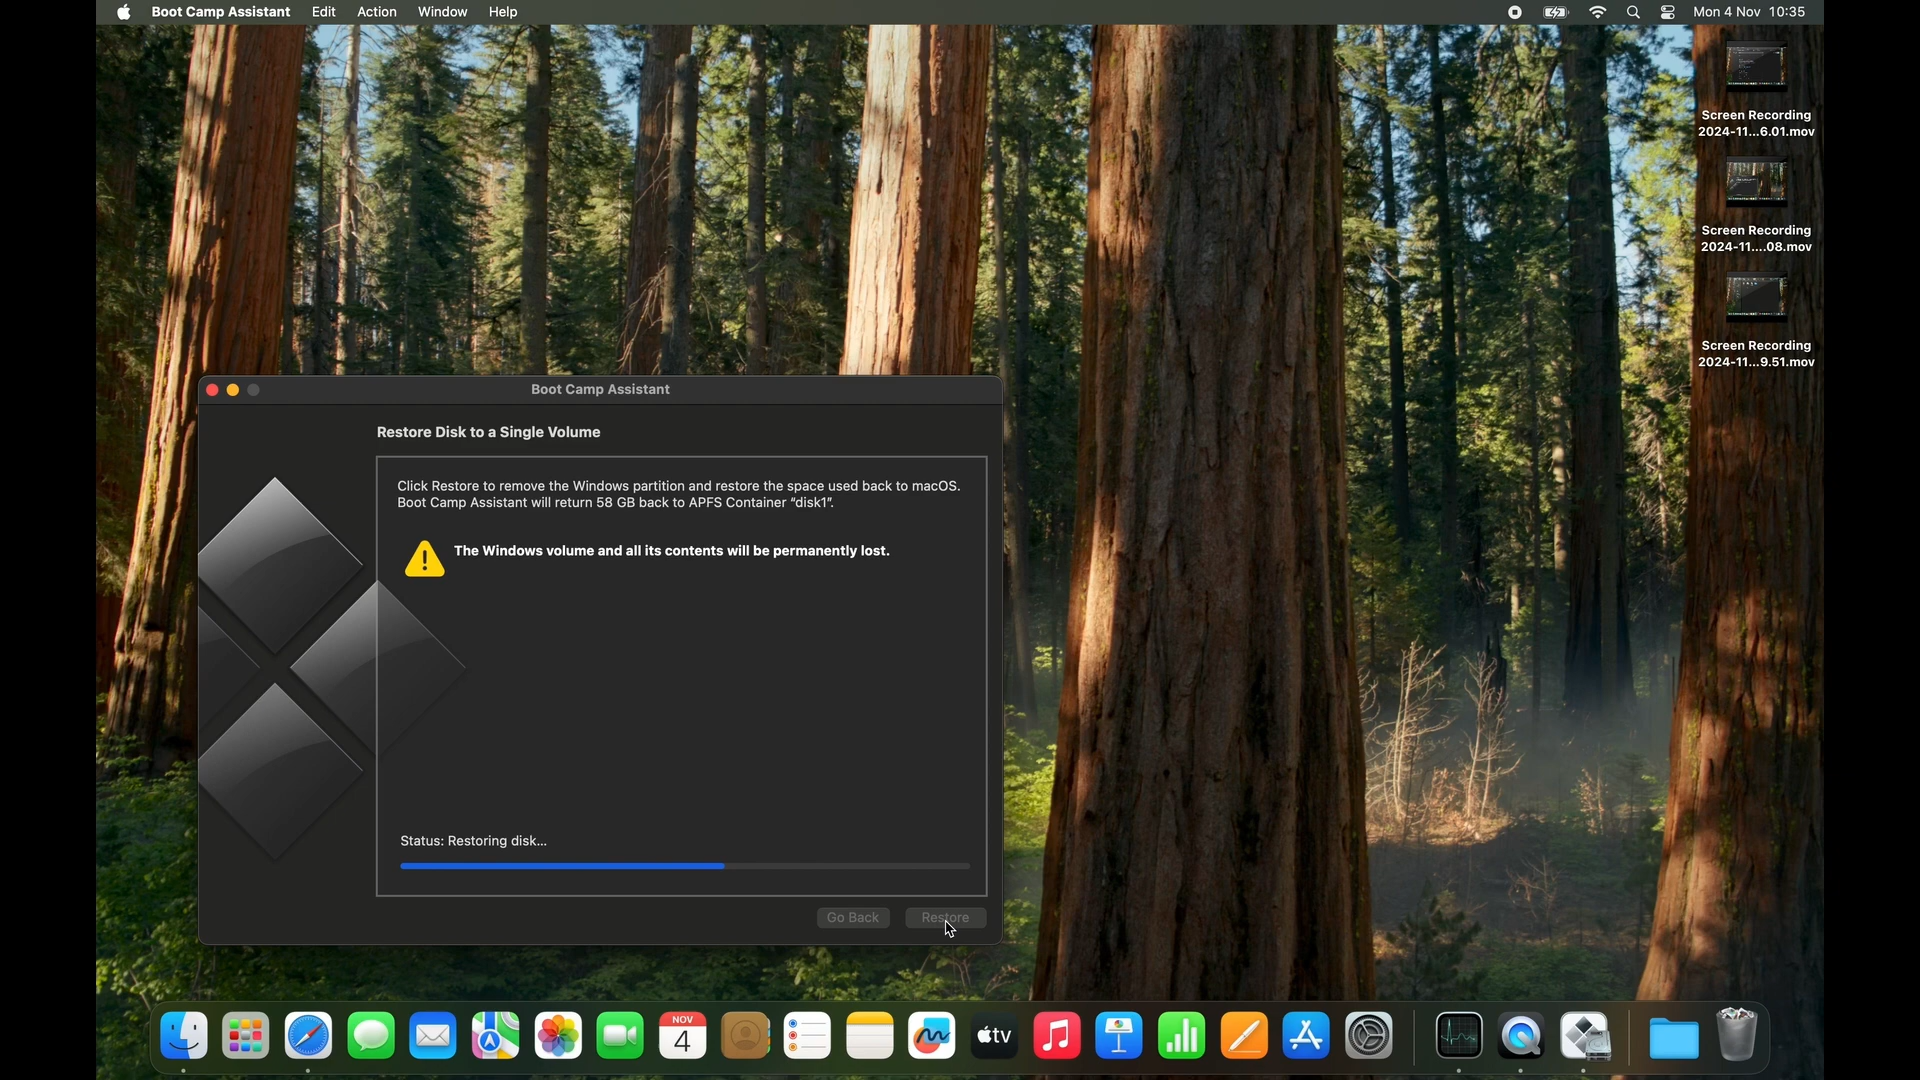 Boot Camp Assistant Edit Action Window Help
Mon 4 Nov 10:35
Screen Recording
2024-11...6.01.mov
Screen Recording
2024-11....08.mov
Screen Recording
2024-11...9.51.mov
Boot Camp Assistant
Restore Disk to a Single Volume
Click Restore to remove the Windows partition and restore the space used back to macOS.
Boot Camp Assistant will return 58 GB back to APFS Container “disk1”.
The Windows volume and all its contents will be permanently lost.
Status: Restoring disk...
Go Back Restore
NOV
4
tv